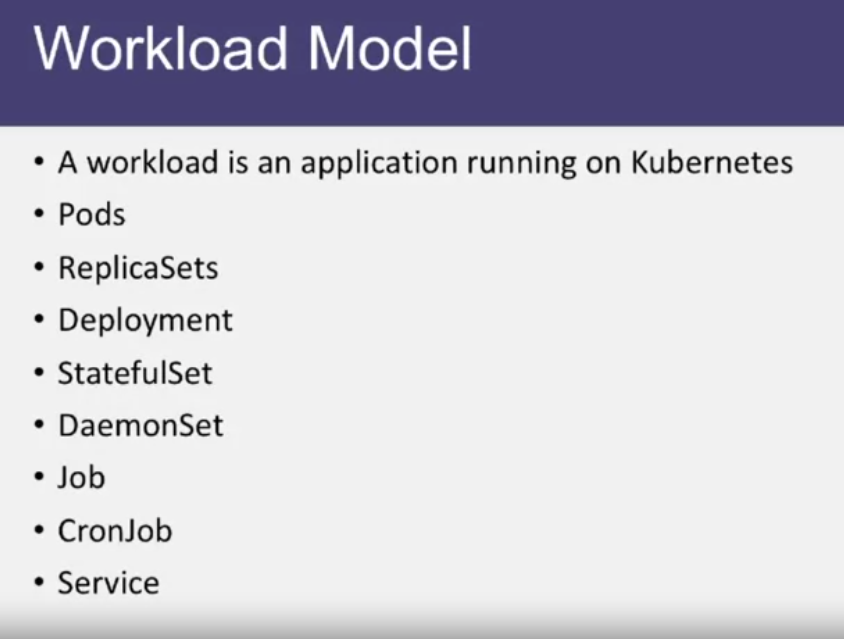 Workload Model
• A workload is an application running on Kubernetes
• Pods
• ReplicaSets
• Deployment
• StatefulSet
• DaemonSet
• Job
• CronJob
• Service